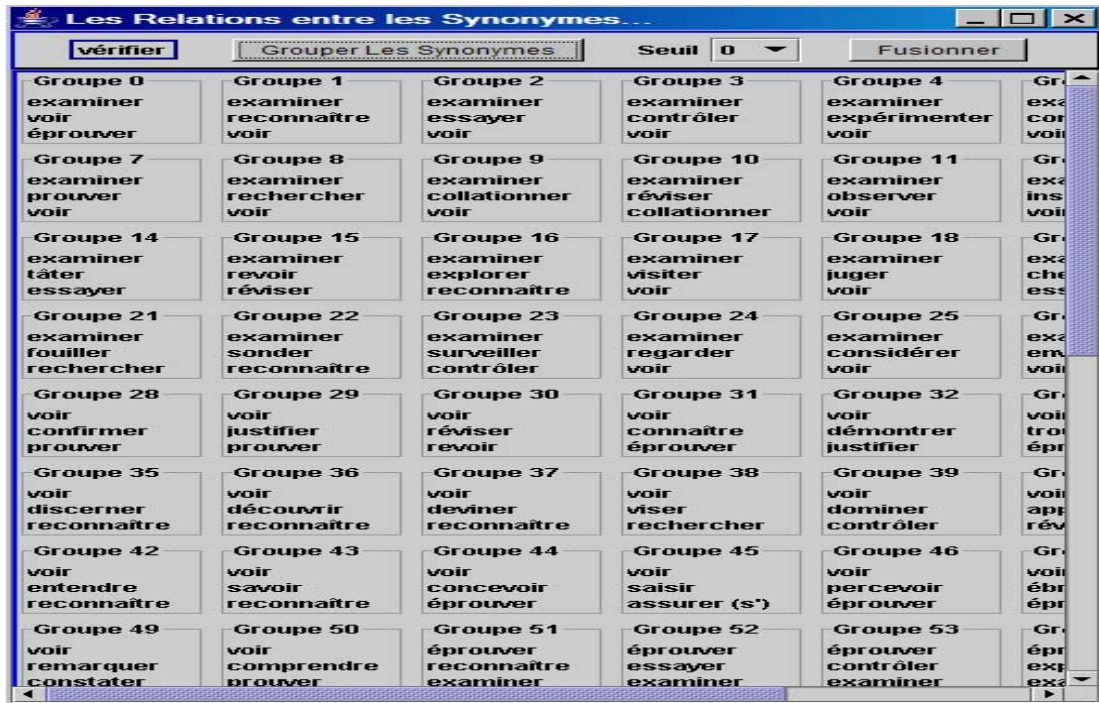 Les Relations entre les Synonymes...
vérifier Grouper Les Synonymes Seuil 0 Fusionner
Groupe 0 Groupe 1 Groupe 2 Groupe 3 Groupe 4
examiner examiner examiner examiner examiner
voir reconnaître essayer contrôler expérimenter
éprouver voir voir voir voir
Groupe 7 Groupe 8 Groupe 9 Groupe 10 Groupe 11
examiner examiner examiner examiner examiner
prouver rechercher collationner réviser observer
voir voir voir collationner voir
Groupe 14 Groupe 15 Groupe 16 Groupe 17 Groupe 18
examiner examiner examiner examiner examiner
tâter revoir explorer visiter juger
essayer réviser reconnaître voir voir
Groupe 21 Groupe 22 Groupe 23 Groupe 24 Groupe 25
examiner examiner examiner examiner examiner
fouiller sonder surveiller regarder considérer
rechercher reconnaître contrôler voir voir
Groupe 28 Groupe 29 Groupe 30 Groupe 31 Groupe 32
voir voir voir voir voir
confirmer justifier réviser connaître démontrer
prouver prouver revoir éprouver justifier
Groupe 35 Groupe 36 Groupe 37 Groupe 38 Groupe 39
voir voir voir voir voir
discerner découvrir deviner viser dominer
reconnaître reconnaître reconnaître rechercher contrôler
Groupe 42 Groupe 43 Groupe 44 Groupe 45 Groupe 46
voir voir voir voir voir
entendre savoir concevoir saisir percevoir
reconnaître reconnaître éprouver assurer (s') éprouver
Groupe 49 Groupe 50 Groupe 51 Groupe 52 Groupe 53
voir voir éprouver éprouver éprouver
remarquer comprendre reconnaître essayer contrôler
constater prouver examiner examiner examiner